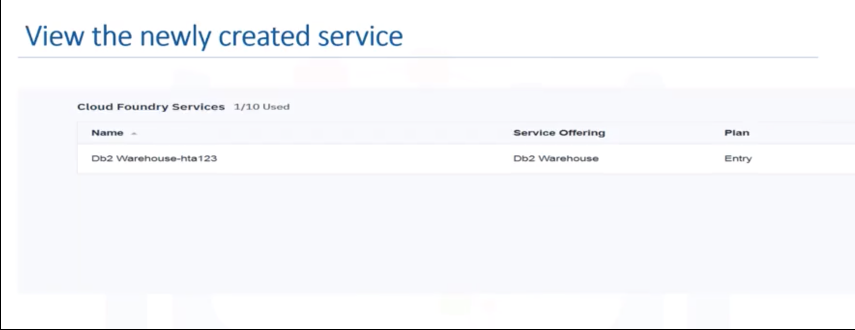 View the newly created service
Cloud Foundry Services 1/10 Used
Name Service Offering Plan
Db2 Warehouse-hta123 Db2 Warehouse Entry